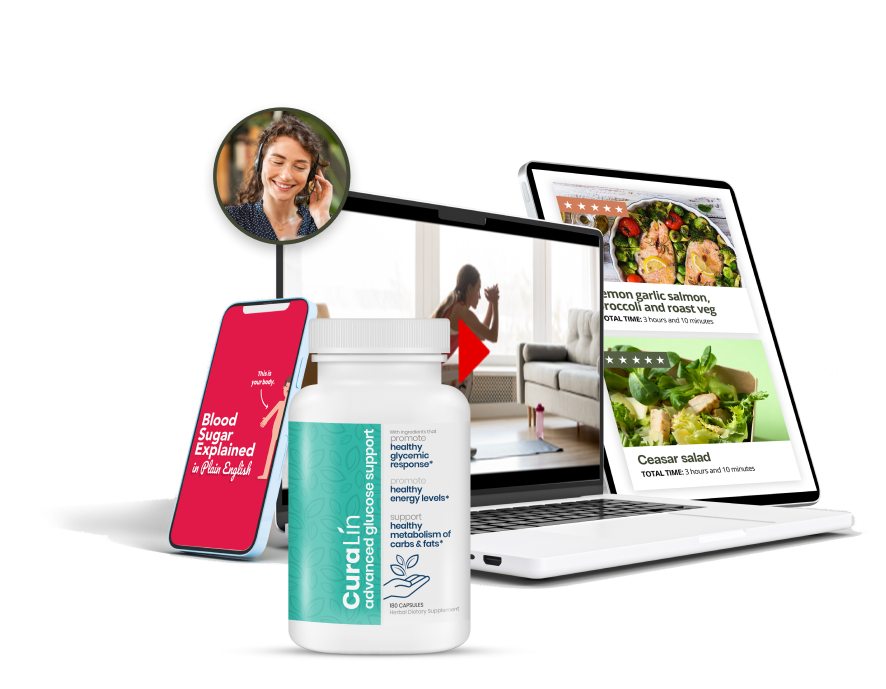 This is
your body.
Blood
Sugar
Explained
in Plain English
CuraLin
advanced glucose support
With ingredients that
promote
healthy
glycemic
response*
promote
healthy
energy levels*
support
healthy
metabolism of
carbs & fats*
180 CAPSULES
Herbal Dietary Supplement
emon garlic salmon,
roccoli and roast veg
OTAL TIME: 3 hours and 10 minutes
Ceasar salad
TOTAL TIME: 3 hours and 10 minutes